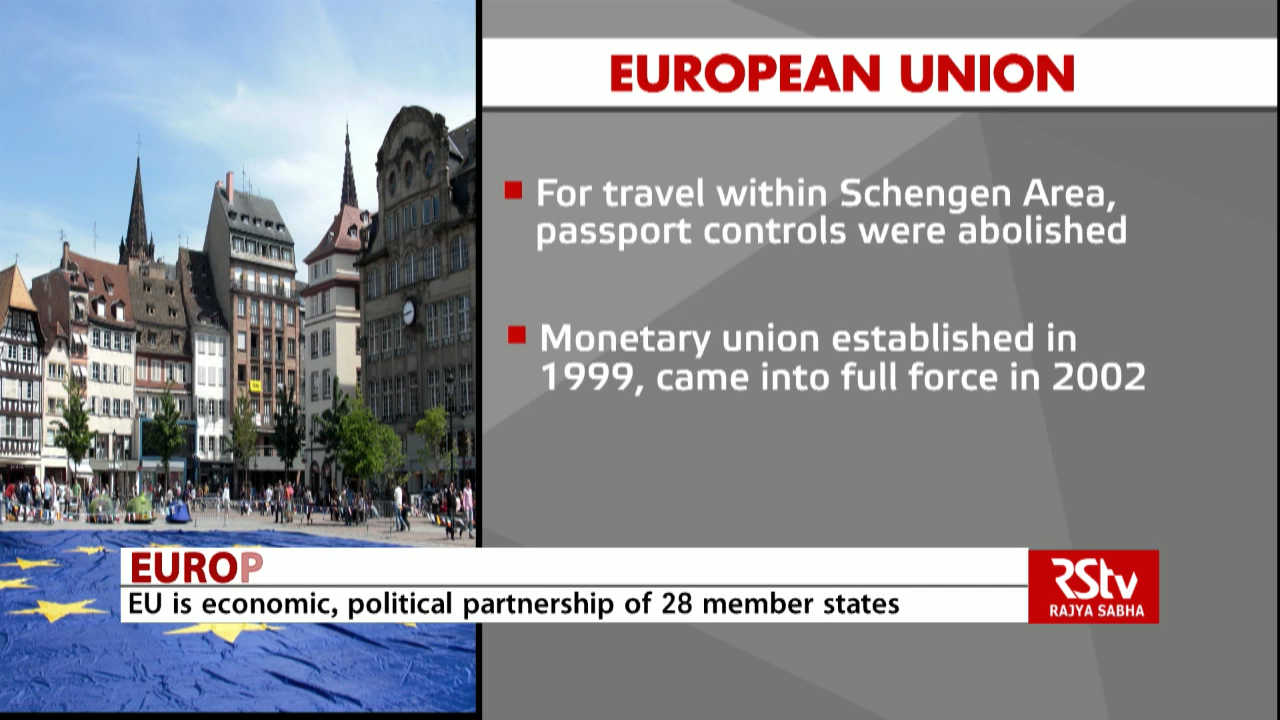 EUROPEAN UNION
For travel within Schengen Area,
passport controls were abolished
Monetary union established in
1999, came into full force in 2002
EUROP
EU is economic, political partnership of 28 member states
RStv
RAJYA SABHA